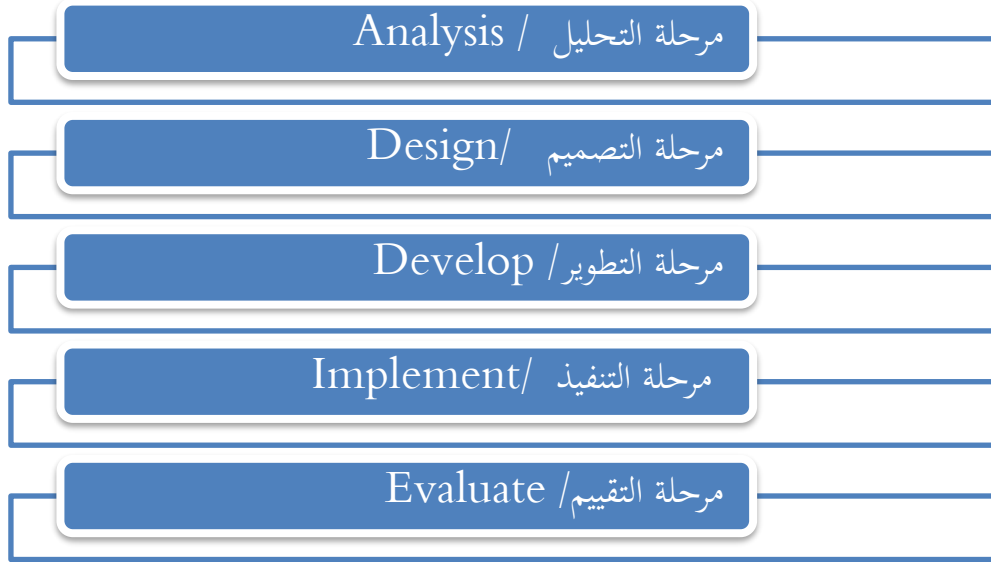 مرحلة التحليل / Analysis
مرحلة التصميم /Design
مرحلة التطوير/ Develop
مرحلة التنفيذ /Implement
مرحلة التقييم/ Evaluate